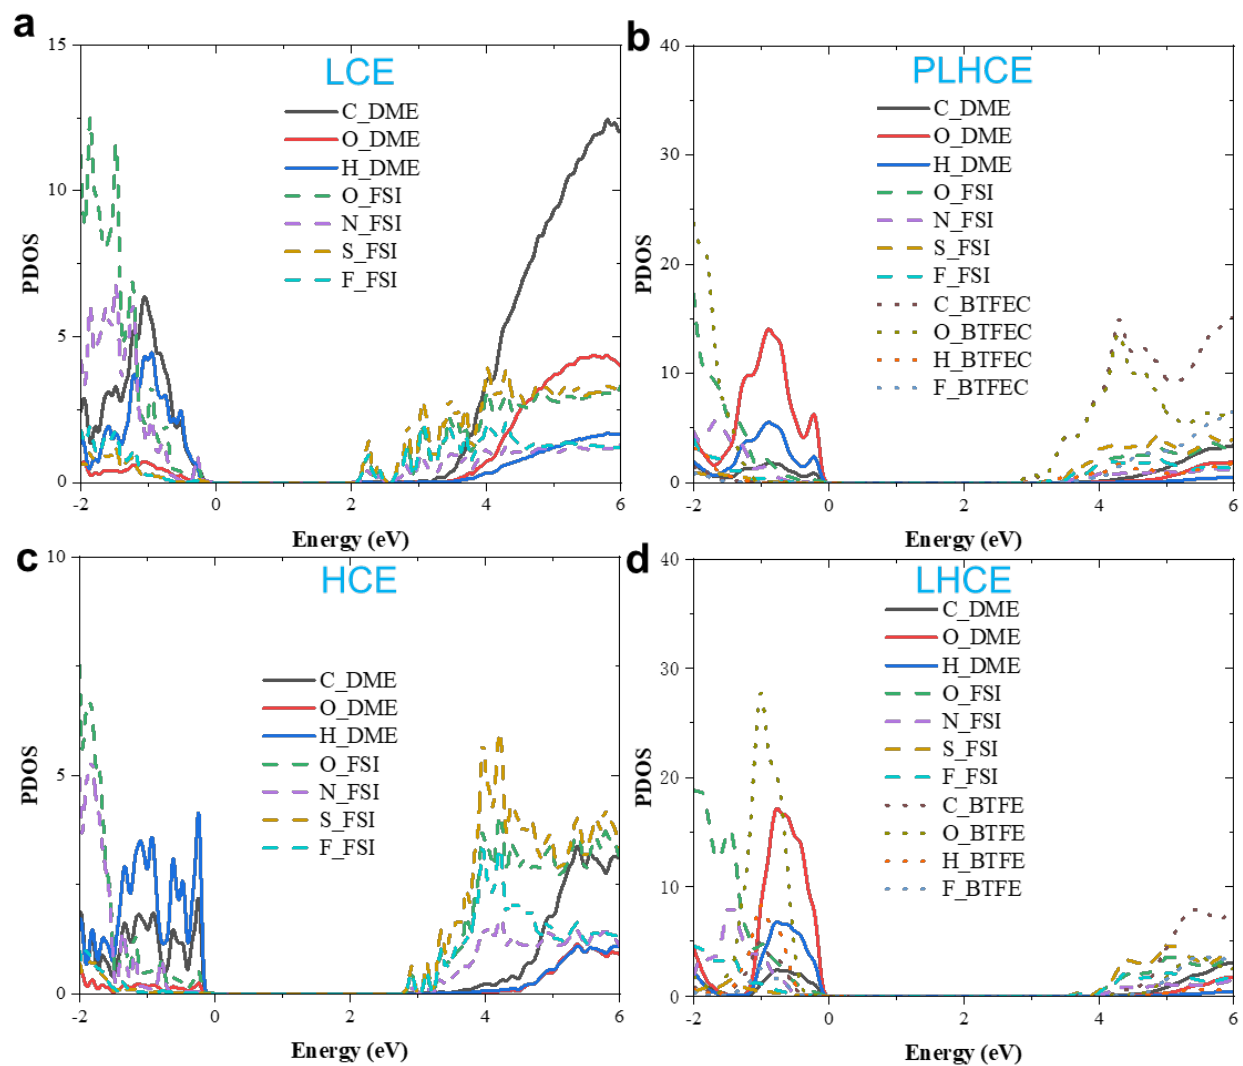 a
LCE
C_DME
O_DME
H_DME
O_FSI
N_FSI
S_FSI
F_FSI
15
10
5
0
-2
0
2
4
6
PDOS
Energy (eV)
b
PLHCE
C_DME
O_DME
H_DME
O_FSI
N_FSI
S_FSI
F_FSI
C_BTFEC
O_BTFEC
H_BTFEC
F_BTFEC
40
30
20
10
0
-2
0
2
4
6
PDOS
Energy (eV)
c
HCE
C_DME
O_DME
H_DME
O_FSI
N_FSI
S_FSI
F_FSI
10
5
0
-2
0
2
4
6
PDOS
Energy (eV)
d
LHCE
C_DME
O_DME
H_DME
O_FSI
N_FSI
S_FSI
F_FSI
C_BTFE
O_BTFE
H_BTFE
F_BTFE
40
30
20
10
0
-2
0
2
4
6
PDOS
Energy (eV)